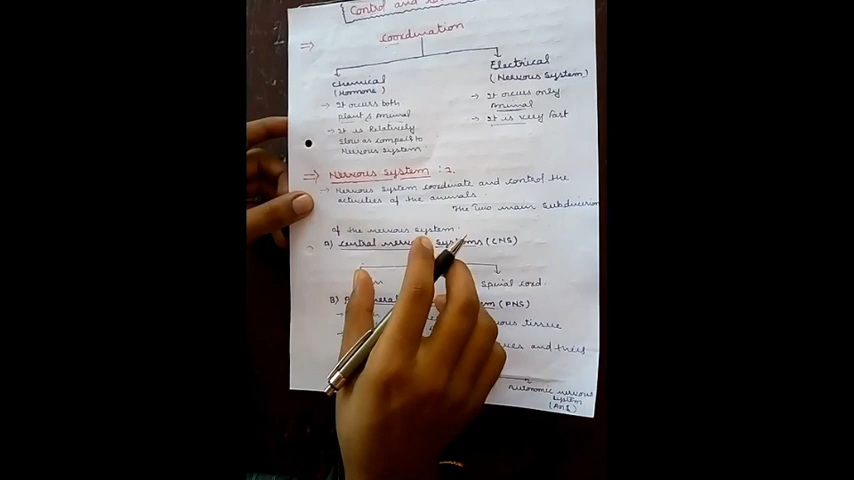 Control and
⇒ Coordination
Chemical
(Hormone)
Electrical
(Nervous System)
→ It occurs both
Plant & Animal
→ It occurs only
Animal
→ It is Relatively
Slow as compair to
Nervous System
→ It is very fast
⇒ Nervous System : 1.
→ Nervous System coordinate and control the
activities of the animals.
The Two main Subdivision
of the nervous system.
A) Central Systems (CNS)
Spinal cord.
B) (PNS)
tissue
and their
Autonomic nervous
system
(ANS)